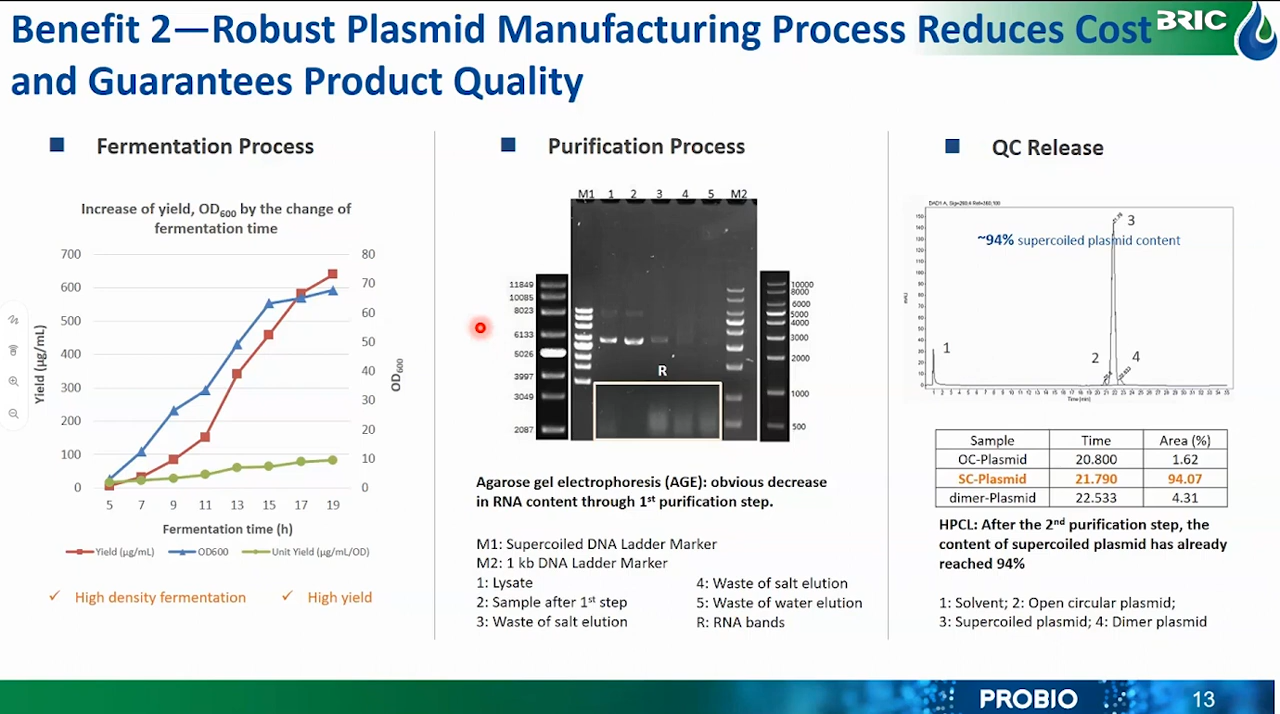 Benefit 2—Robust Plasmid Manufacturing Process Reduces Cost
and Guarantees Product Quality
BRIC
Fermentation Process
Increase of yield, OD600 by the change of
fermentation time
700
600
500
400
300
200
100
0
Yield (µg/mL)
80
70
60
50
40
30
20
10
0
OD600
5 7 9 11 13 15 17 19
Fermentation time (h)
Yield (µg/mL) OD600 Unit Yield (µg/mL/OD)
✓ High density fermentation ✓ High yield
Purification Process
M1 1 2 3 4 5 M2
11849
10085
8023
6133
5026
3997
3049
2087
R
10000
8000
6000
5000
4000
3000
2000
1000
500
Agarose gel electrophoresis (AGE): obvious decrease
in RNA content through 1st purification step.
M1: Supercoiled DNA Ladder Marker
M2: 1 kb DNA Ladder Marker
1: Lysate
2: Sample after 1st step
3: Waste of salt elution
4: Waste of salt elution
5: Waste of water elution
R: RNA bands
QC Release
~94% supercoiled plasmid content
1
2
3
4
Time (min)
Sample Time Area (%)
OC-Plasmid 20.800 1.62
SC-Plasmid 21.790 94.07
dimer-Plasmid 22.533 4.31
HPCL: After the 2nd purification step, the
content of supercoiled plasmid has already
reached 94%
1: Solvent; 2: Open circular plasmid;
3: Supercoiled plasmid; 4: Dimer plasmid
PROBIO
13